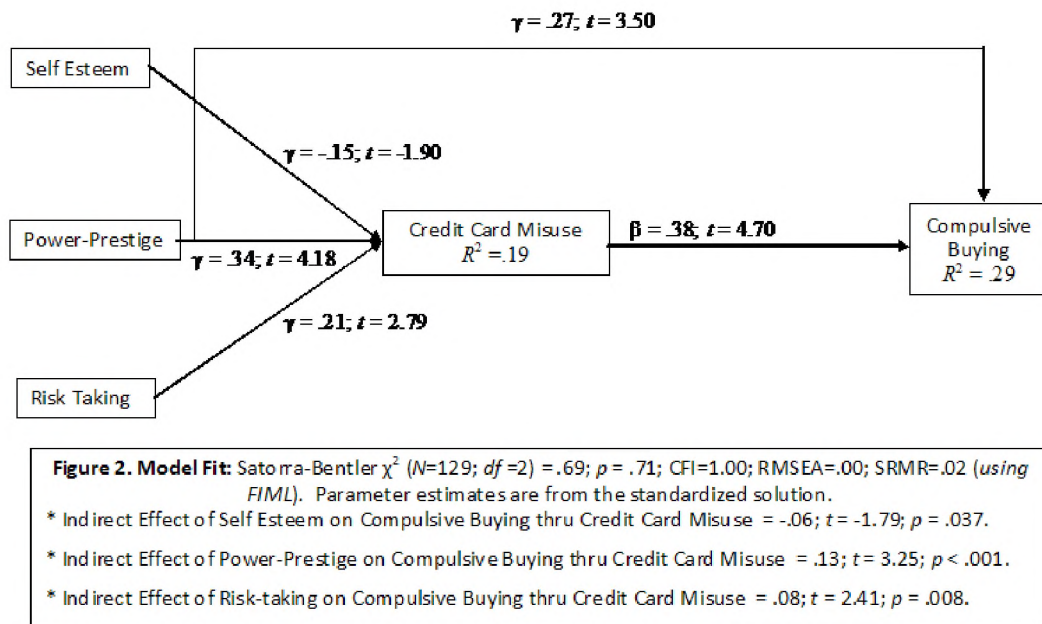 γ = .27; t = 3.50
Self Esteem
γ = -.15; t = -1.90
Power-Prestige
γ = .34; t = 4.18
Credit Card Misuse
R² = .19
β = .38; t = 4.70
Compulsive
Buying
R² = .29
γ = .21; t = 2.79
Risk Taking
Figure 2. Model Fit: Satorra-Bentler χ² (N=129; df =2) = .69; p = .71; CFI=1.00; RMSEA=.00; SRMR=.02 (using
FIML). Parameter estimates are from the standardized solution.
* Indirect Effect of Self Esteem on Compulsive Buying thru Credit Card Misuse = -.06; t = -1.79; p = .037.
* Indirect Effect of Power-Prestige on Compulsive Buying thru Credit Card Misuse = .13; t = 3.25; p < .001.
* Indirect Effect of Risk-taking on Compulsive Buying thru Credit Card Misuse = .08; t = 2.41; p = .008.